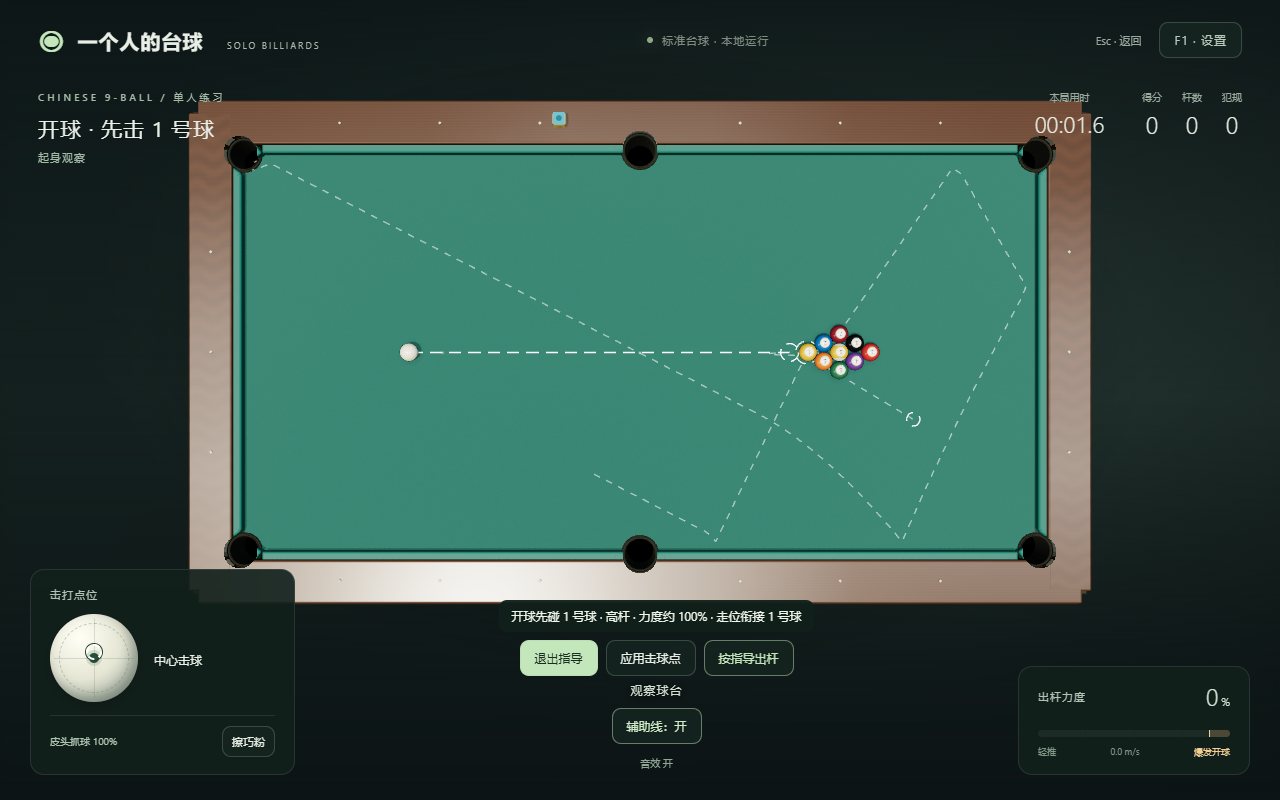 一个人的台球 SOLO BILLIARDS
标准台球 · 本地运行
Esc · 返回
F1 · 设置
CHINESE 9-BALL / 单人练习
开球 · 先击 1 号球
起身观察
本局用时 得分 杆数 犯规
00:01.6 0 0 0
击打点位
中心击球
皮头抓球 100%
擦巧粉
开球先碰 1 号球 · 高杆 · 力度约 100% · 走位衔接 1 号球
退出指导 应用击球点 按指导出杆
观察球台
辅助线：开
音效 开
出杆力度 0 %
轻推 0.0 m/s 爆发开球